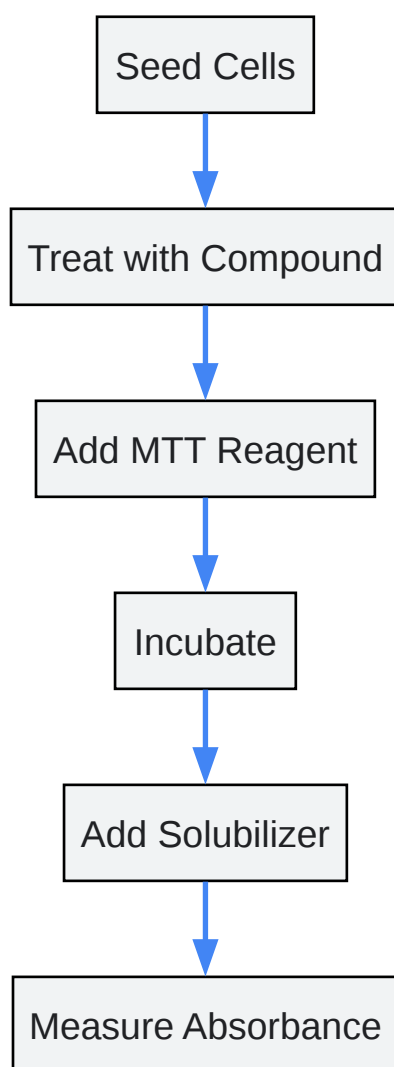 Seed Cells
Treat with Compound
Add MTT Reagent
Incubate
Add Solubilizer
Measure Absorbance